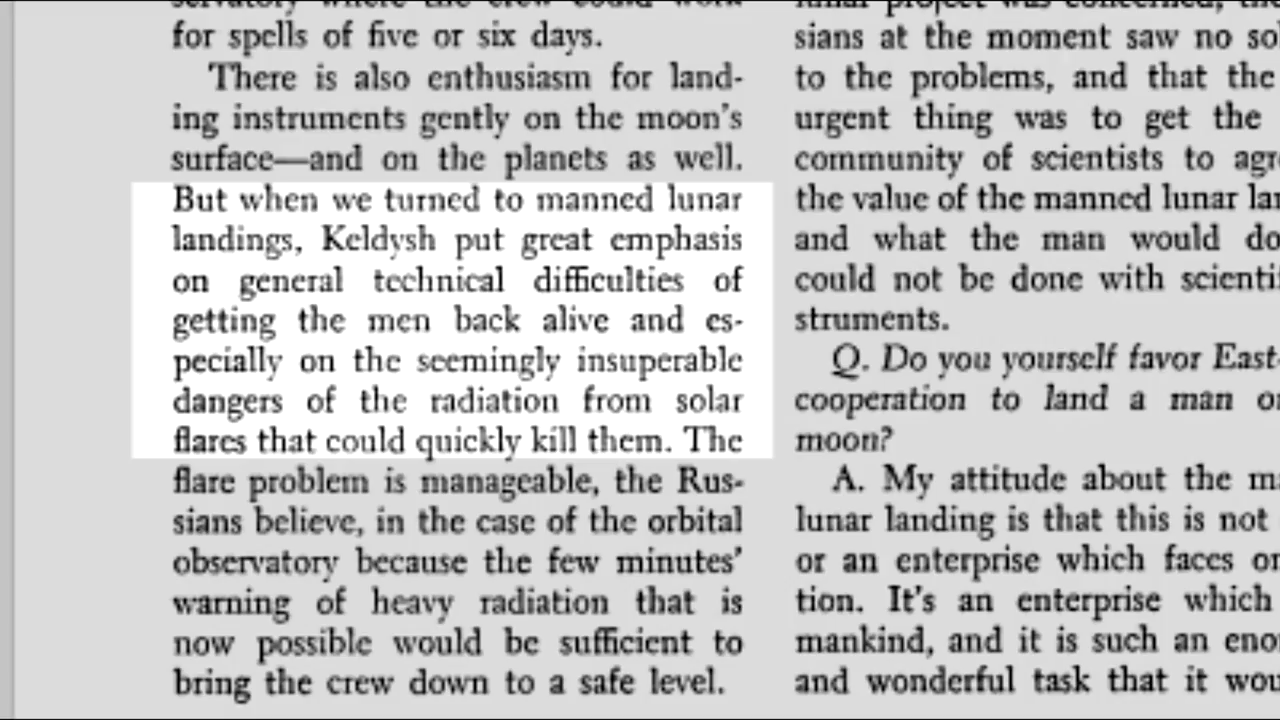 for spells of five or six days.
There is also enthusiasm for land-
ing instruments gently on the moon's
surface—and on the planets as well.
But when we turned to manned lunar
landings, Keldysh put great emphasis
on general technical difficulties of
getting the men back alive and es-
pecially on the seemingly insuperable
dangers of the radiation from solar
flares that could quickly kill them. The
flare problem is manageable, the Rus-
sians believe, in the case of the orbital
observatory because the few minutes'
warning of heavy radiation that is
now possible would be sufficient to
bring the crew down to a safe level.
sians at the moment saw no
to the problems, and that the
urgent thing was to get the
community of scientists to
the value of the manned lunar
and what the man would do
could not be done with
struments.
Q. Do you yourself favor East-
cooperation to land a man
moon?
A. My attitude about the
lunar landing is that this is not
or an enterprise which faces
tion. It's an enterprise which
mankind, and it is such an
and wonderful task that it